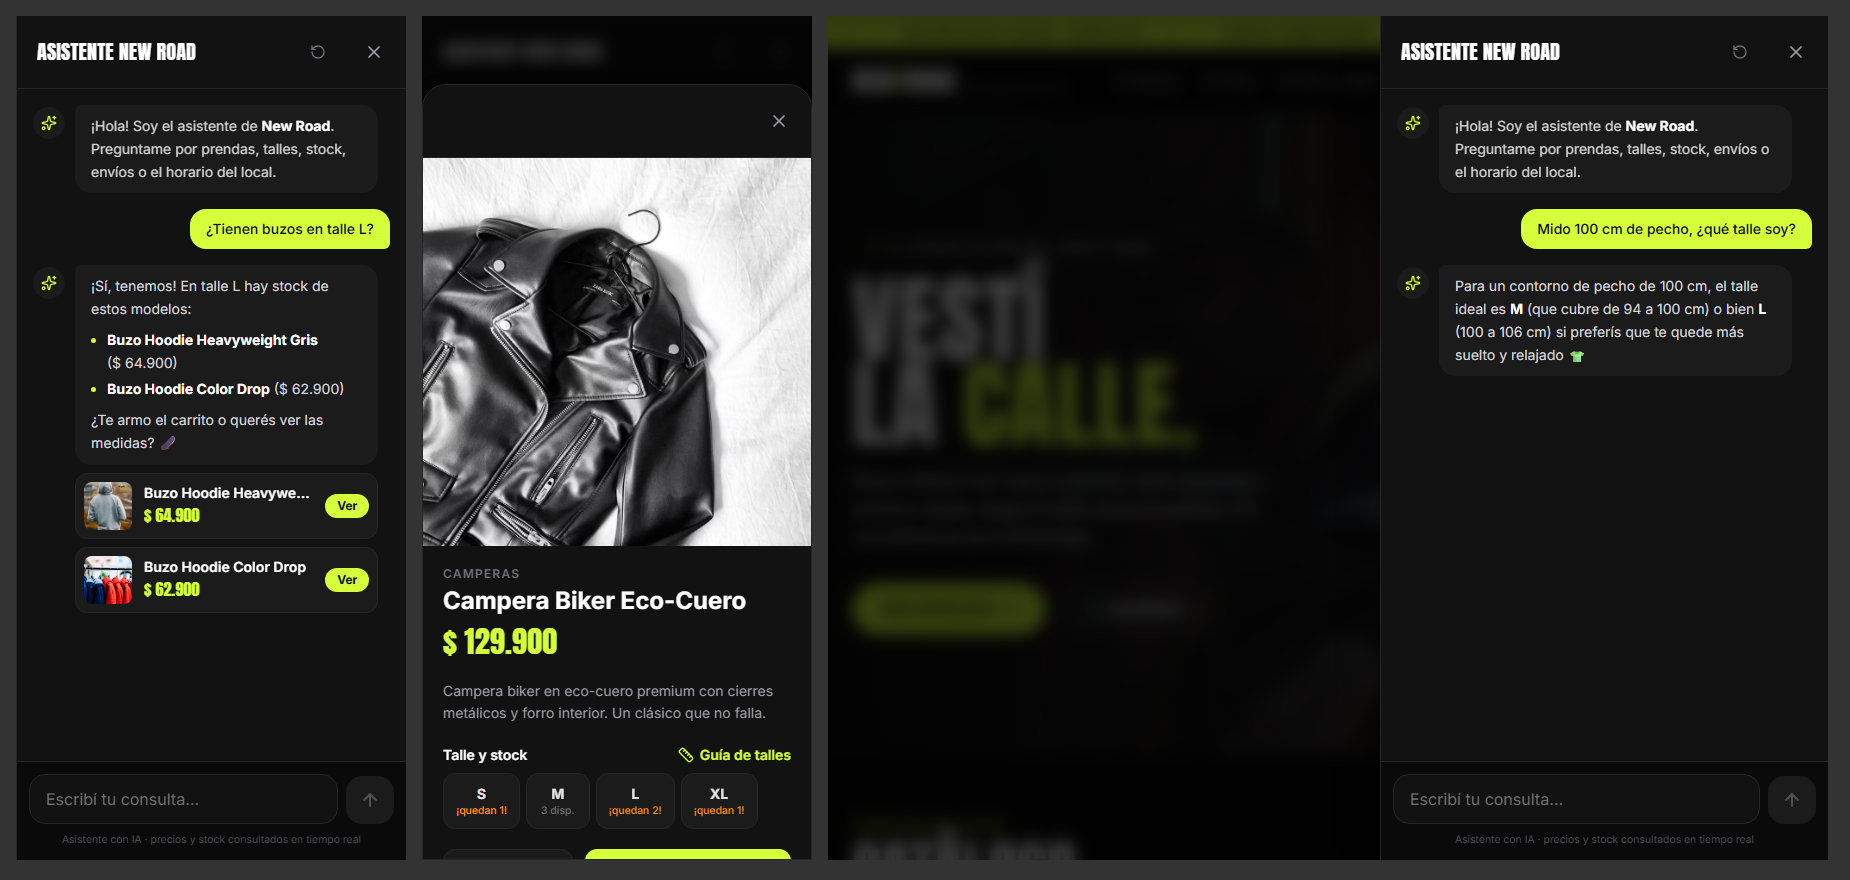 ASISTENTE NEW ROAD
¡Hola! Soy el asistente de New Road.
Preguntame por prendas, talles, stock,
envíos o el horario del local.
¿Tienen buzos en talle L?
¡Sí, tenemos! En talle L hay stock de
estos modelos:
Buzo Hoodie Heavyweight Gris
($ 64.900)
Buzo Hoodie Color Drop ($ 62.900)
¿Te armo el carrito o querés ver las
medidas?
Buzo Hoodie Heavywe...
$ 64.900
Ver
Buzo Hoodie Color Drop
$ 62.900
Ver
Escribí tu consulta...
Asistente con IA · precios y stock consultados en tiempo real
CAMPERAS
Campera Biker Eco-Cuero
$ 129.900
Campera biker en eco-cuero premium con cierres
metálicos y forro interior. Un clásico que no falla.
Talle y stock
Guía de talles
S
¡quedan 1!
M
3 disp.
L
¡quedan 2!
XL
¡quedan 1!
VESTÍ
LA CALLE.
CATÁLOGO
ASISTENTE NEW ROAD
¡Hola! Soy el asistente de New Road.
Preguntame por prendas, talles, stock, envíos o
el horario del local.
Mido 100 cm de pecho, ¿qué talle soy?
Para un contorno de pecho de 100 cm, el talle
ideal es M (que cubre de 94 a 100 cm) o bien L
(100 a 106 cm) si preferís que te quede más
suelto y relajado
Escribí tu consulta...
Asistente con IA · precios y stock consultados en tiempo real